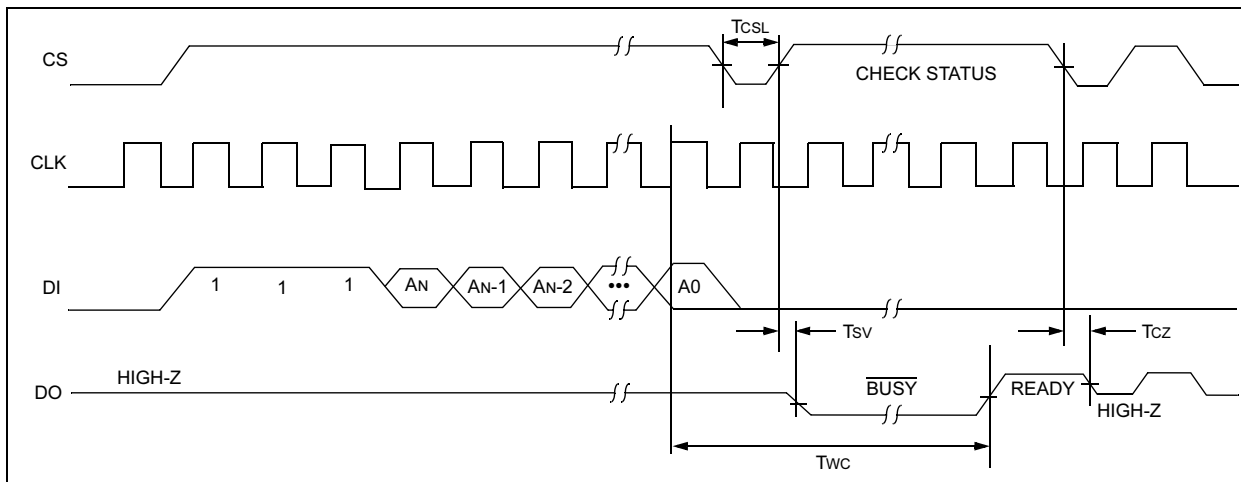 TCSL
CS
CHECK STATUS
CLK
DI
1 1 1 AN AN-1 AN-2 ••• A0
TSV
TCZ
DO
HIGH-Z
BUSY
READY
HIGH-Z
TWC